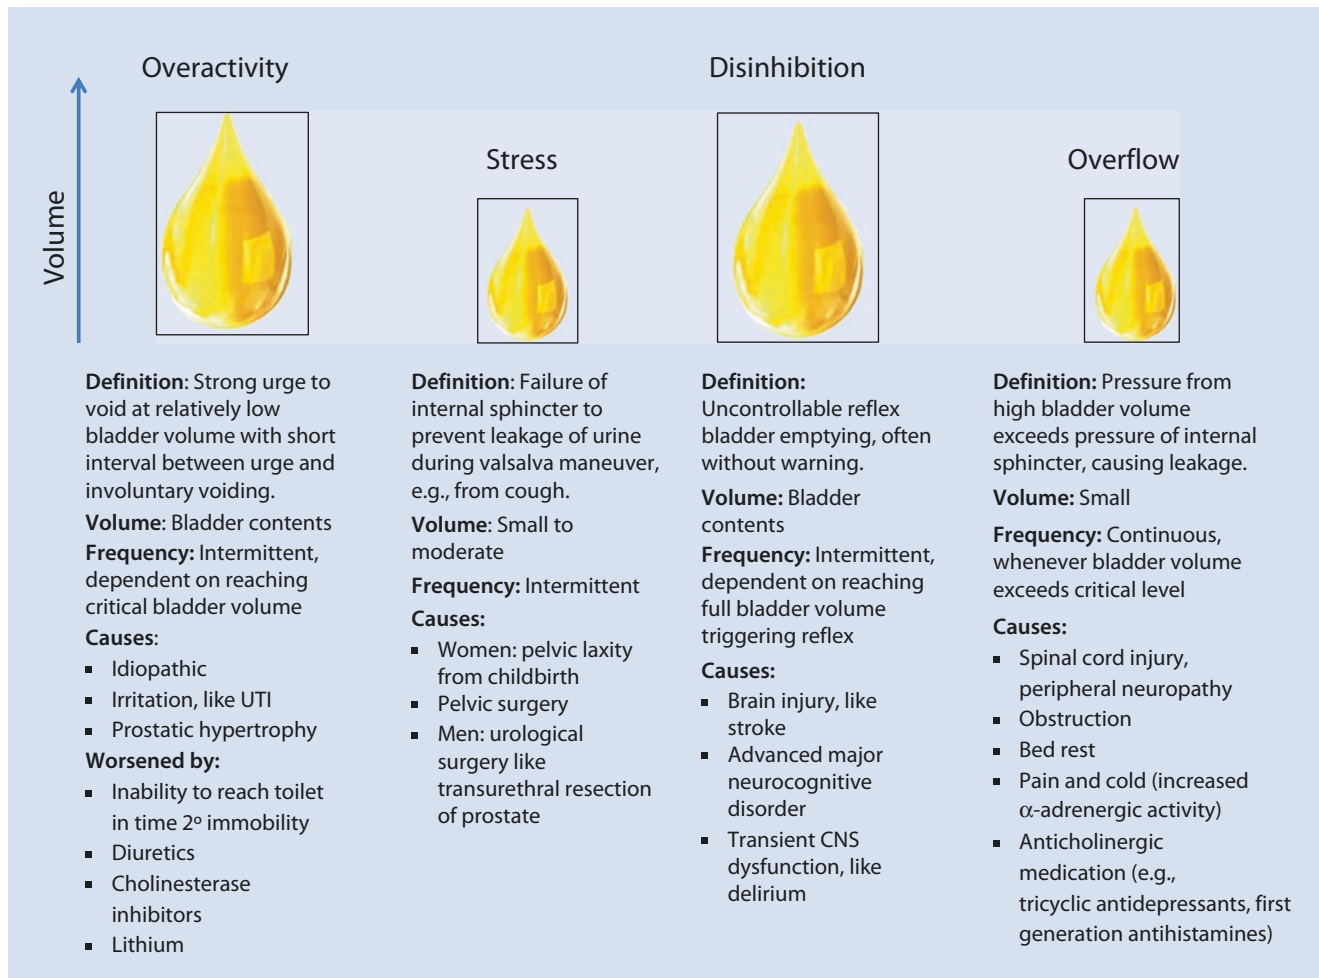 Overactivity
Disinhibition
Stress
Overflow
Volume
Definition: Strong urge to
void at relatively low
bladder volume with short
interval between urge and
involuntary voiding.
Volume: Bladder contents
Frequency: Intermittent,
dependent on reaching
critical bladder volume
Causes:
▪ Idiopathic
▪ Irritation, like UTI
▪ Prostatic hypertrophy
Worsened by:
▪ Inability to reach toilet
in time 2º immobility
▪ Diuretics
▪ Cholinesterase
inhibitors
▪ Lithium
Definition: Failure of
internal sphincter to
prevent leakage of urine
during valsalva maneuver,
e.g., from cough.
Volume: Small to
moderate
Frequency: Intermittent
Causes:
▪ Women: pelvic laxity
from childbirth
▪ Pelvic surgery
▪ Men: urological
surgery like
transurethral resection
of prostate
Definition:
Uncontrollable reflex
bladder emptying, often
without warning.
Volume: Bladder
contents
Frequency: Intermittent,
dependent on reaching
full bladder volume
triggering reflex
Causes:
▪ Brain injury, like
stroke
▪ Advanced major
neurocognitive
disorder
▪ Transient CNS
dysfunction, like
delirium
Definition: Pressure from
high bladder volume
exceeds pressure of internal
sphincter, causing leakage.
Volume: Small
Frequency: Continuous,
whenever bladder volume
exceeds critical level
Causes:
▪ Spinal cord injury,
peripheral neuropathy
▪ Obstruction
▪ Bed rest
▪ Pain and cold (increased
α-adrenergic activity)
▪ Anticholinergic
medication (e.g.,
tricyclic antidepressants, first
generation antihistamines)